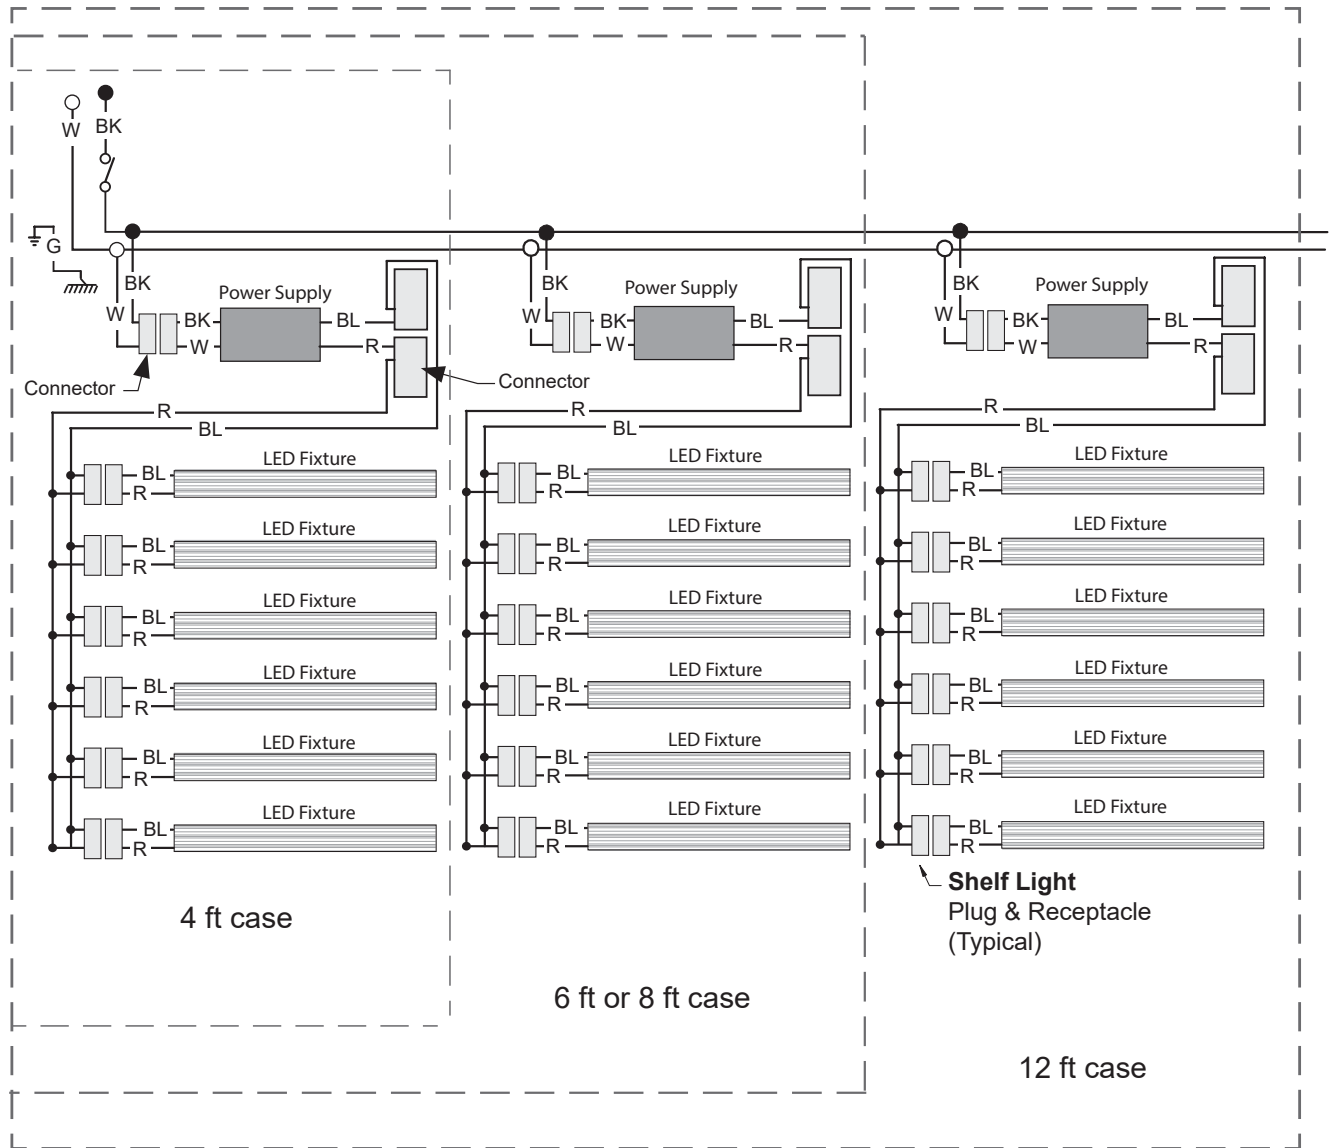 W
BK
G
BK
W
Power Supply
BK
W
BL
R
Connector
Connector
R
BL
LED Fixture
BL
R
LED Fixture
BL
R
LED Fixture
BL
R
LED Fixture
BL
R
LED Fixture
BL
R
LED Fixture
BL
R
4 ft case
BK
W
Power Supply
BK
W
BL
R
R
BL
LED Fixture
BL
R
LED Fixture
BL
R
LED Fixture
BL
R
LED Fixture
BL
R
LED Fixture
BL
R
LED Fixture
BL
R
6 ft or 8 ft case
BK
W
Power Supply
BK
W
BL
R
R
BL
LED Fixture
BL
R
LED Fixture
BL
R
LED Fixture
BL
R
LED Fixture
BL
R
LED Fixture
BL
R
LED Fixture
BL
R
Shelf Light
Plug & Receptacle
(Typical)
12 ft case